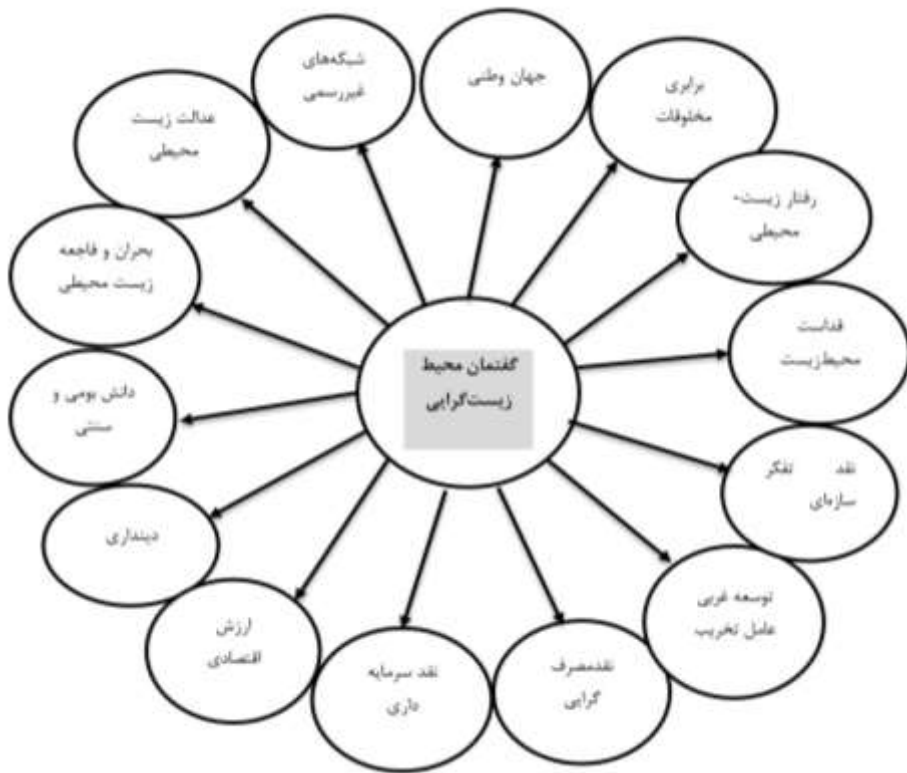 شبکه‌های
غیررسمی
جهان وطنی
برابری
مخلوقات
رفتار زیست-
محیطی
قداست
محیط‌زیست
نقد تفکر
سازه‌ای
توسعه غربی
عامل تخریب
نقدمصرف
گرایی
نقد سرمایه
داری
ارزش
اقتصادی
دینداری
دانش بومی و
سنتی
بحران و فاجعه
زیست محیطی
عدالت زیست
محیطی
گفتمان محیط
زیست‌گرایی